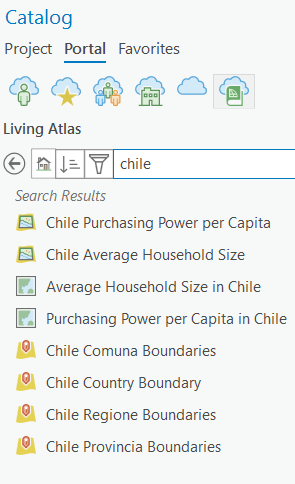 Catalog
Project Portal Favorites
Living Atlas
chile
Search Results
Chile Purchasing Power per Capita
Chile Average Household Size
Average Household Size in Chile
Purchasing Power per Capita in Chile
Chile Comuna Boundaries
Chile Country Boundary
Chile Regione Boundaries
Chile Provincia Boundaries